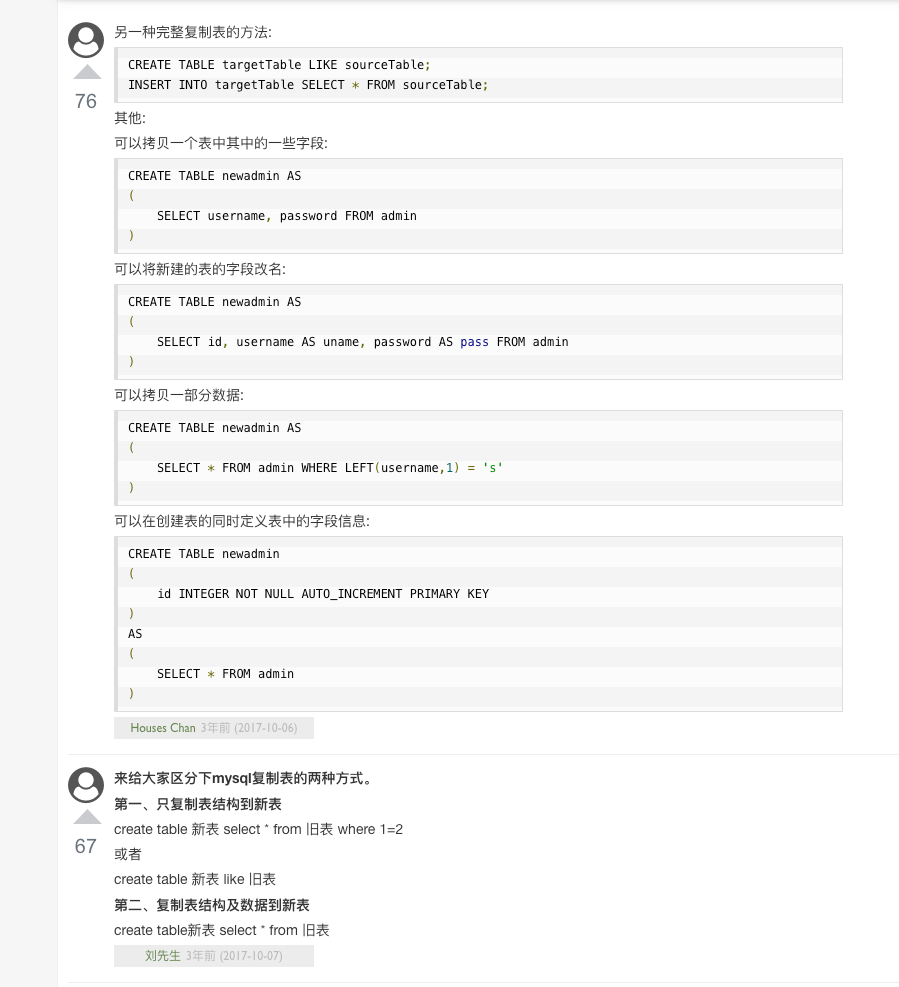 另一种完整复制表的方法:
CREATE TABLE targetTable LIKE sourceTable;
INSERT INTO targetTable SELECT * FROM sourceTable;
76
其他:
可以拷贝一个表中其中的一些字段:
CREATE TABLE newadmin AS
(
    SELECT username, password FROM admin
)
可以将新建的表的字段改名:
CREATE TABLE newadmin AS
(
    SELECT id, username AS uname, password AS pass FROM admin
)
可以拷贝一部分数据:
CREATE TABLE newadmin AS
(
    SELECT * FROM admin WHERE LEFT(username,1) = 's'
)
可以在创建表的同时定义表中的字段信息:
CREATE TABLE newadmin
(
    id INTEGER NOT NULL AUTO_INCREMENT PRIMARY KEY
)
AS
(
    SELECT * FROM admin
)
Houses Chan 3年前 (2017-10-06)
来给大家区分下mysql复制表的两种方式。
第一、只复制表结构到新表
create table 新表 select * from 旧表 where 1=2
67
或者
create table 新表 like 旧表
第二、复制表结构及数据到新表
create table新表 select * from 旧表
刘先生 3年前 (2017-10-07)